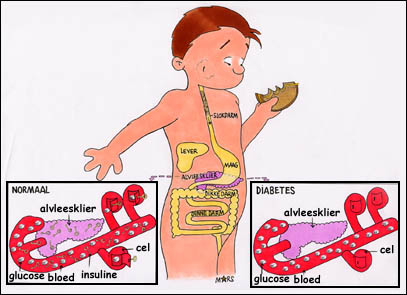 SLOKDARM
LEVER
MAAG
ALVLEESKLIER
DIKKE DARM
DUNNE DARM
MARS
NORMAAL
alvleesklier
cel
glucose bloed insuline
DIABETES
alvleesklier
cel
glucose bloed